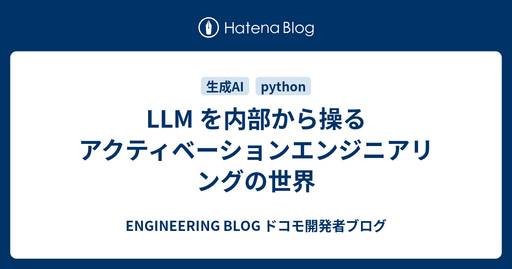 Hatena Blog
生成AI python
LLM を内部から操る
アクティベーションエンジニアリ
ングの世界
ENGINEERING BLOG ドコモ開発者ブログ